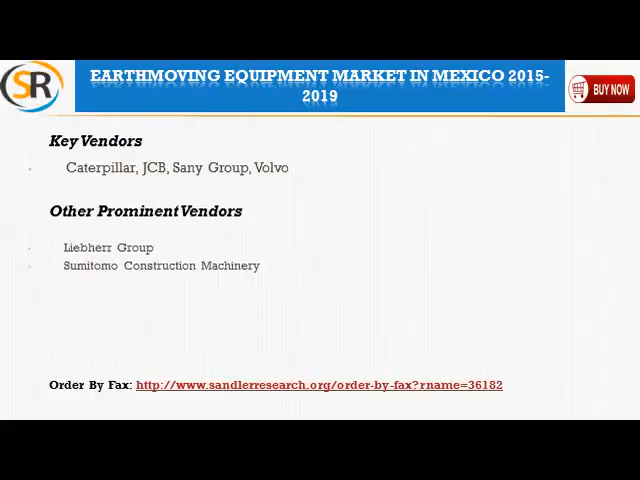 SR
EARTHMOVING EQUIPMENT MARKET IN MEXICO 2015-
2019
BUY NOW
Key Vendors
Caterpillar, JCB, Sany Group, Volvo
Other Prominent Vendors
Liebherr Group
Sumitomo Construction Machinery
Order By Fax: http://www.sandlerresearch.org/order-by-fax?rname=36182